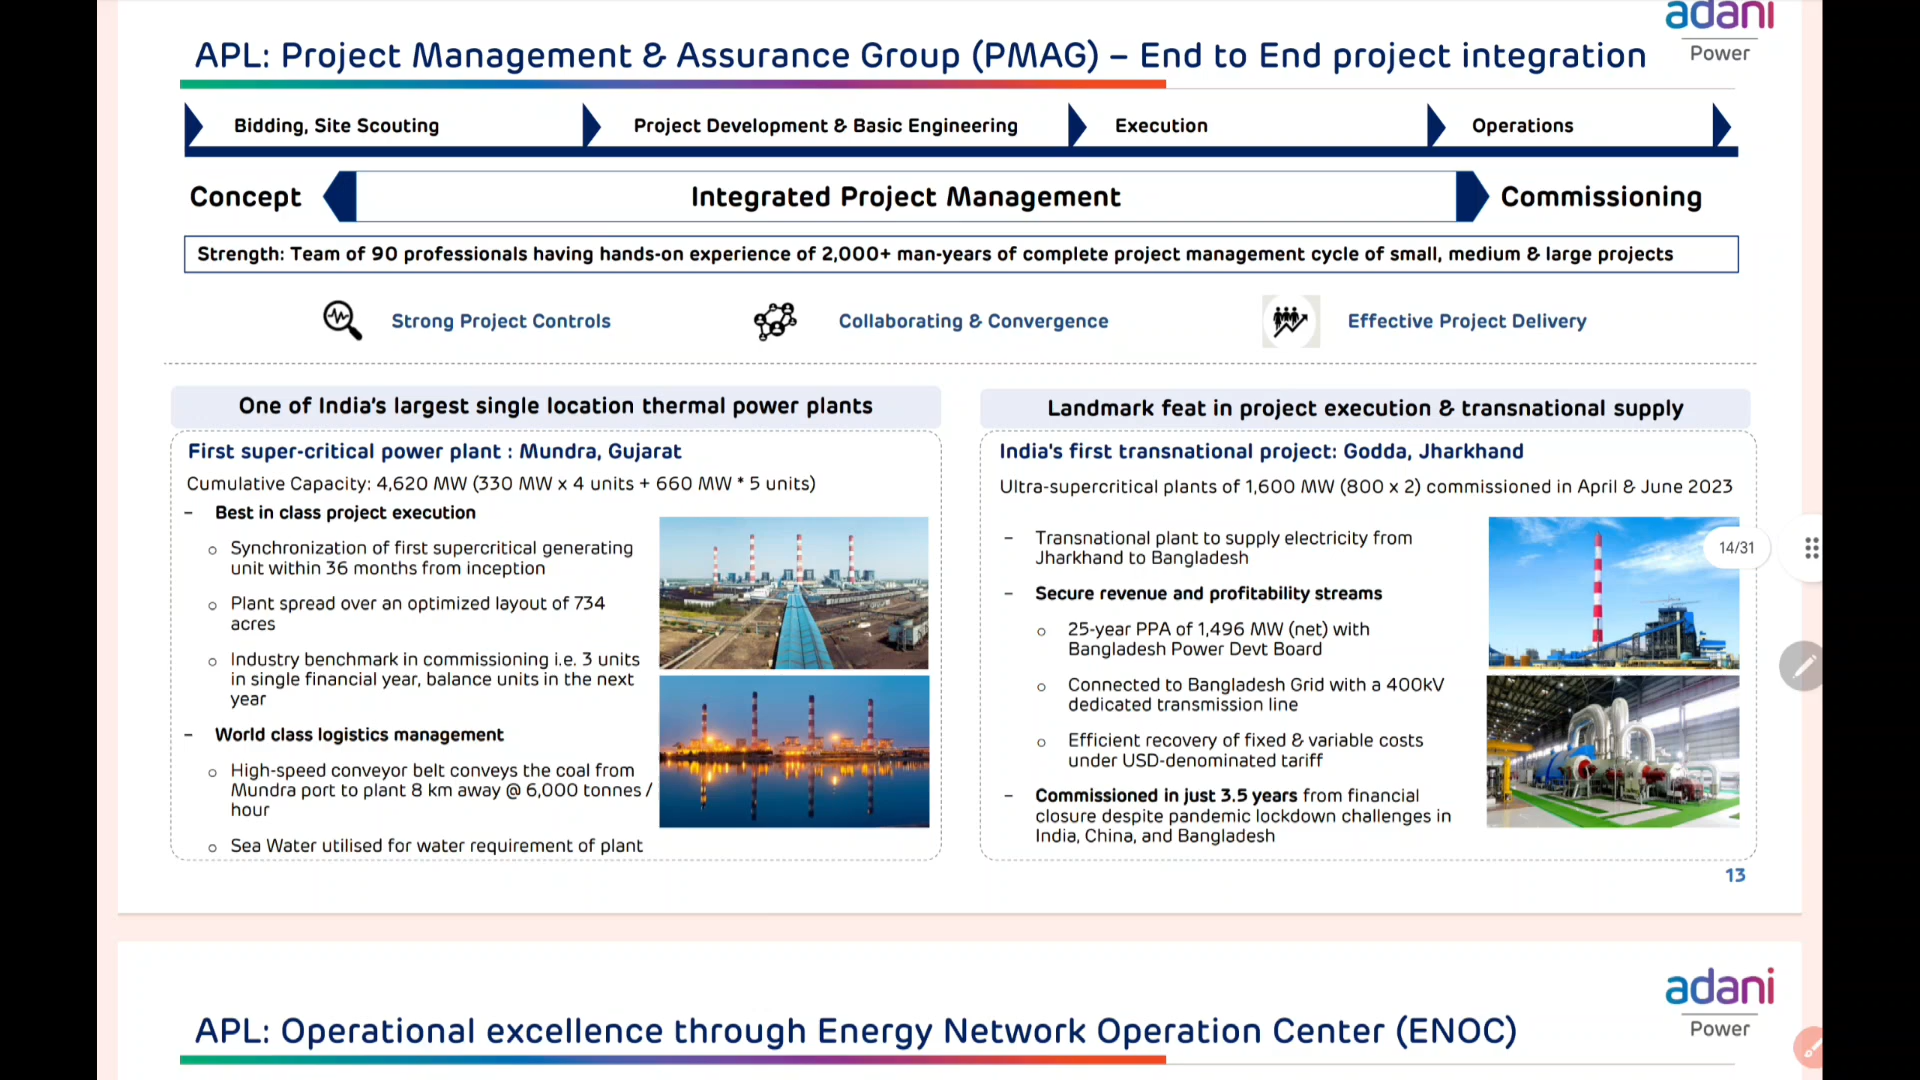 adani
Power
APL: Project Management & Assurance Group (PMAG) – End to End project integration
Bidding, Site Scouting
Project Development & Basic Engineering
Execution
Operations
Concept
Integrated Project Management
Commissioning
Strength: Team of 90 professionals having hands-on experience of 2,000+ man-years of complete project management cycle of small, medium & large projects
Strong Project Controls
Collaborating & Convergence
Effective Project Delivery
One of India's largest single location thermal power plants
First super-critical power plant : Mundra, Gujarat
Cumulative Capacity: 4,620 MW (330 MW x 4 units + 660 MW * 5 units)
– Best in class project execution
o Synchronization of first supercritical generating
unit within 36 months from inception
o Plant spread over an optimized layout of 734
acres
o Industry benchmark in commissioning i.e. 3 units
in single financial year, balance units in the next
year
– World class logistics management
o High-speed conveyor belt conveys the coal from
Mundra port to plant 8 km away @ 6,000 tonnes /
hour
o Sea Water utilised for water requirement of plant
Landmark feat in project execution & transnational supply
India's first transnational project: Godda, Jharkhand
Ultra-supercritical plants of 1,600 MW (800 x 2) commissioned in April & June 2023
– Transnational plant to supply electricity from
Jharkhand to Bangladesh
– Secure revenue and profitability streams
o 25-year PPA of 1,496 MW (net) with
Bangladesh Power Devt Board
o Connected to Bangladesh Grid with a 400kV
dedicated transmission line
o Efficient recovery of fixed & variable costs
under USD-denominated tariff
– Commissioned in just 3.5 years from financial
closure despite pandemic lockdown challenges in
India, China, and Bangladesh
14/31
13
adani
Power
APL: Operational excellence through Energy Network Operation Center (ENOC)